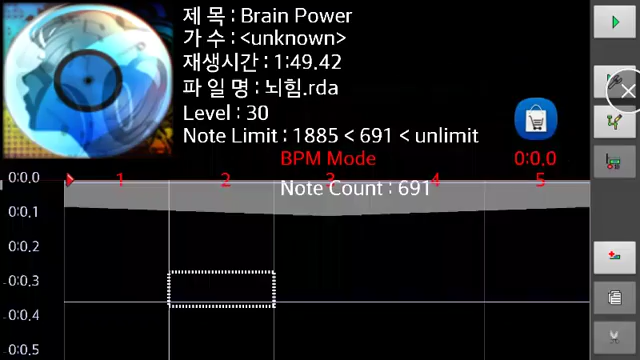 제 목 : Brain Power
가 수 : <unknown>
재생시간 : 1:49.42
파 일 명 : 뇌힘.rda
Level : 30
Note Limit : 1885 < 691 < unlimit
BPM Mode
0:0.0
0:0.0
1
2
3
4
5
Note Count : 691
0:0.1
0:0.2
0:0.3
0:0.4
0:0.5